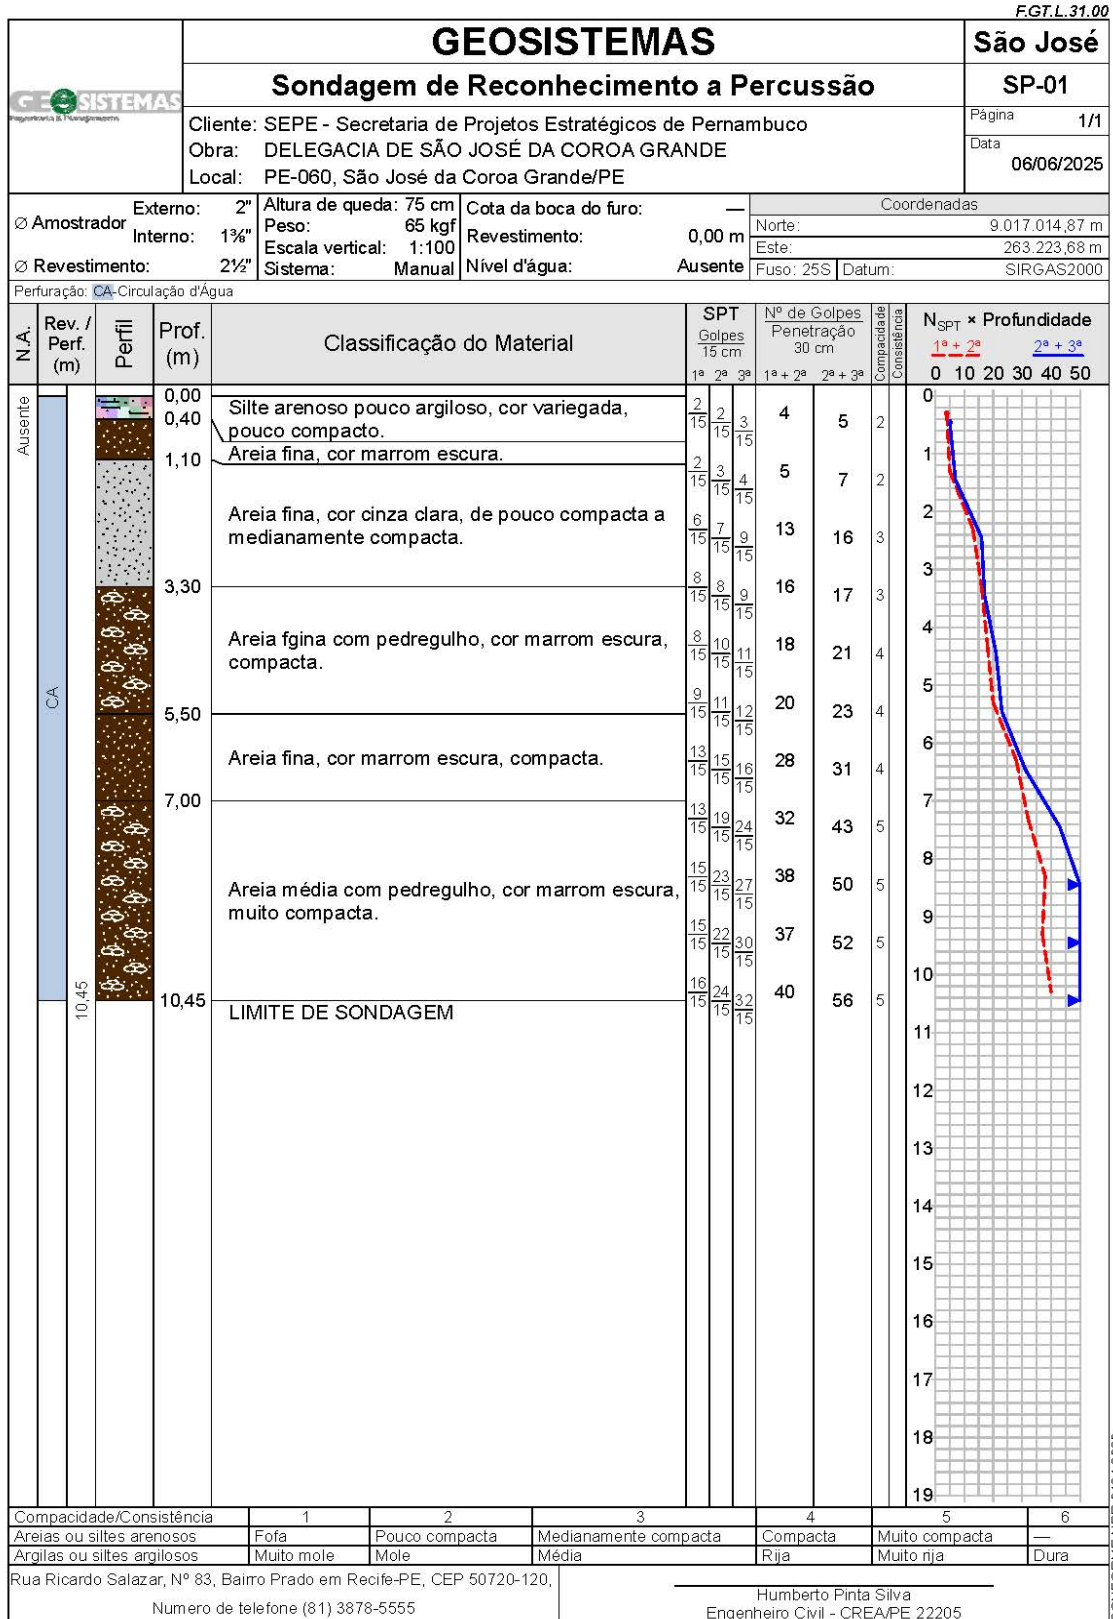 F.GT.L.31.00
GEOSISTEMAS
São José
GEOSISTEMAS
Engenharia & Planejamento
Sondagem de Reconhecimento a Percussão
SP-01
Cliente: SEPE - Secretaria de Projetos Estratégicos de Pernambuco
Obra: DELEGACIA DE SÃO JOSÉ DA COROA GRANDE
Local: PE-060, São José da Coroa Grande/PE
Página 1/1
Data 06/06/2025
Ø Amostrador Externo: 2"
Interno: 1⅜"
Ø Revestimento: 2½"
Altura de queda: 75 cm
Peso: 65 kgf
Escala vertical: 1:100
Sistema: Manual
Cota da boca do furo: —
Revestimento: 0,00 m
Nível d'água: Ausente
Coordenadas
Norte: 9.017.014,87 m
Este: 263.223,68 m
Fuso: 25S Datum: SIRGAS2000
Perfuração: CA-Circulação d'Água
N.A.
Rev. / Perf. (m)
Perfil
Prof. (m)
Classificação do Material
SPT
Golpes
15 cm
1ª 2ª 3ª
Nº de Golpes
Penetração
30 cm
1ª + 2ª 2ª + 3ª
Compacidade
Consistência
NSPT × Profundidade
1ª + 2ª 2ª + 3ª
0 10 20 30 40 50
Ausente
CA
10,45
0,00
0,40
Silte arenoso pouco argiloso, cor variegada,
pouco compacto.
2/15 2/15 3/15 4 5 2
1,10
Areia fina, cor marrom escura.
2/15 3/15 4/15 5 7 2
Areia fina, cor cinza clara, de pouco compacta a
medianamente compacta.
6/15 7/15 9/15 13 16 3
3,30
8/15 8/15 9/15 16 17 3
Areia fgina com pedregulho, cor marrom escura,
compacta.
8/15 10/15 11/15 18 21 4
5,50
9/15 11/15 12/15 20 23 4
Areia fina, cor marrom escura, compacta.
13/15 15/15 16/15 28 31 4
7,00
13/15 19/15 24/15 32 43 5
Areia média com pedregulho, cor marrom escura,
muito compacta.
15/15 23/15 27/15 38 50 5
15/15 22/15 30/15 37 52 5
10,45
16/15 24/15 32/15 40 56 5
LIMITE DE SONDAGEM
0
1
2
3
4
5
6
7
8
9
10
11
12
13
14
15
16
17
18
19
Compacidade/Consistência 1 2 3 4 5 6
Areias ou siltes arenosos Fofa Pouco compacta Medianamente compacta Compacta Muito compacta —
Argilas ou siltes argilosos Muito mole Mole Média Rija Muito rija Dura
Rua Ricardo Salazar, Nº 83, Bairro Prado em Recife-PE, CEP 50720-120,
Numero de telefone (81) 3878-5555
Humberto Pinta Silva
Engenheiro Civil - CREA/PE 22205